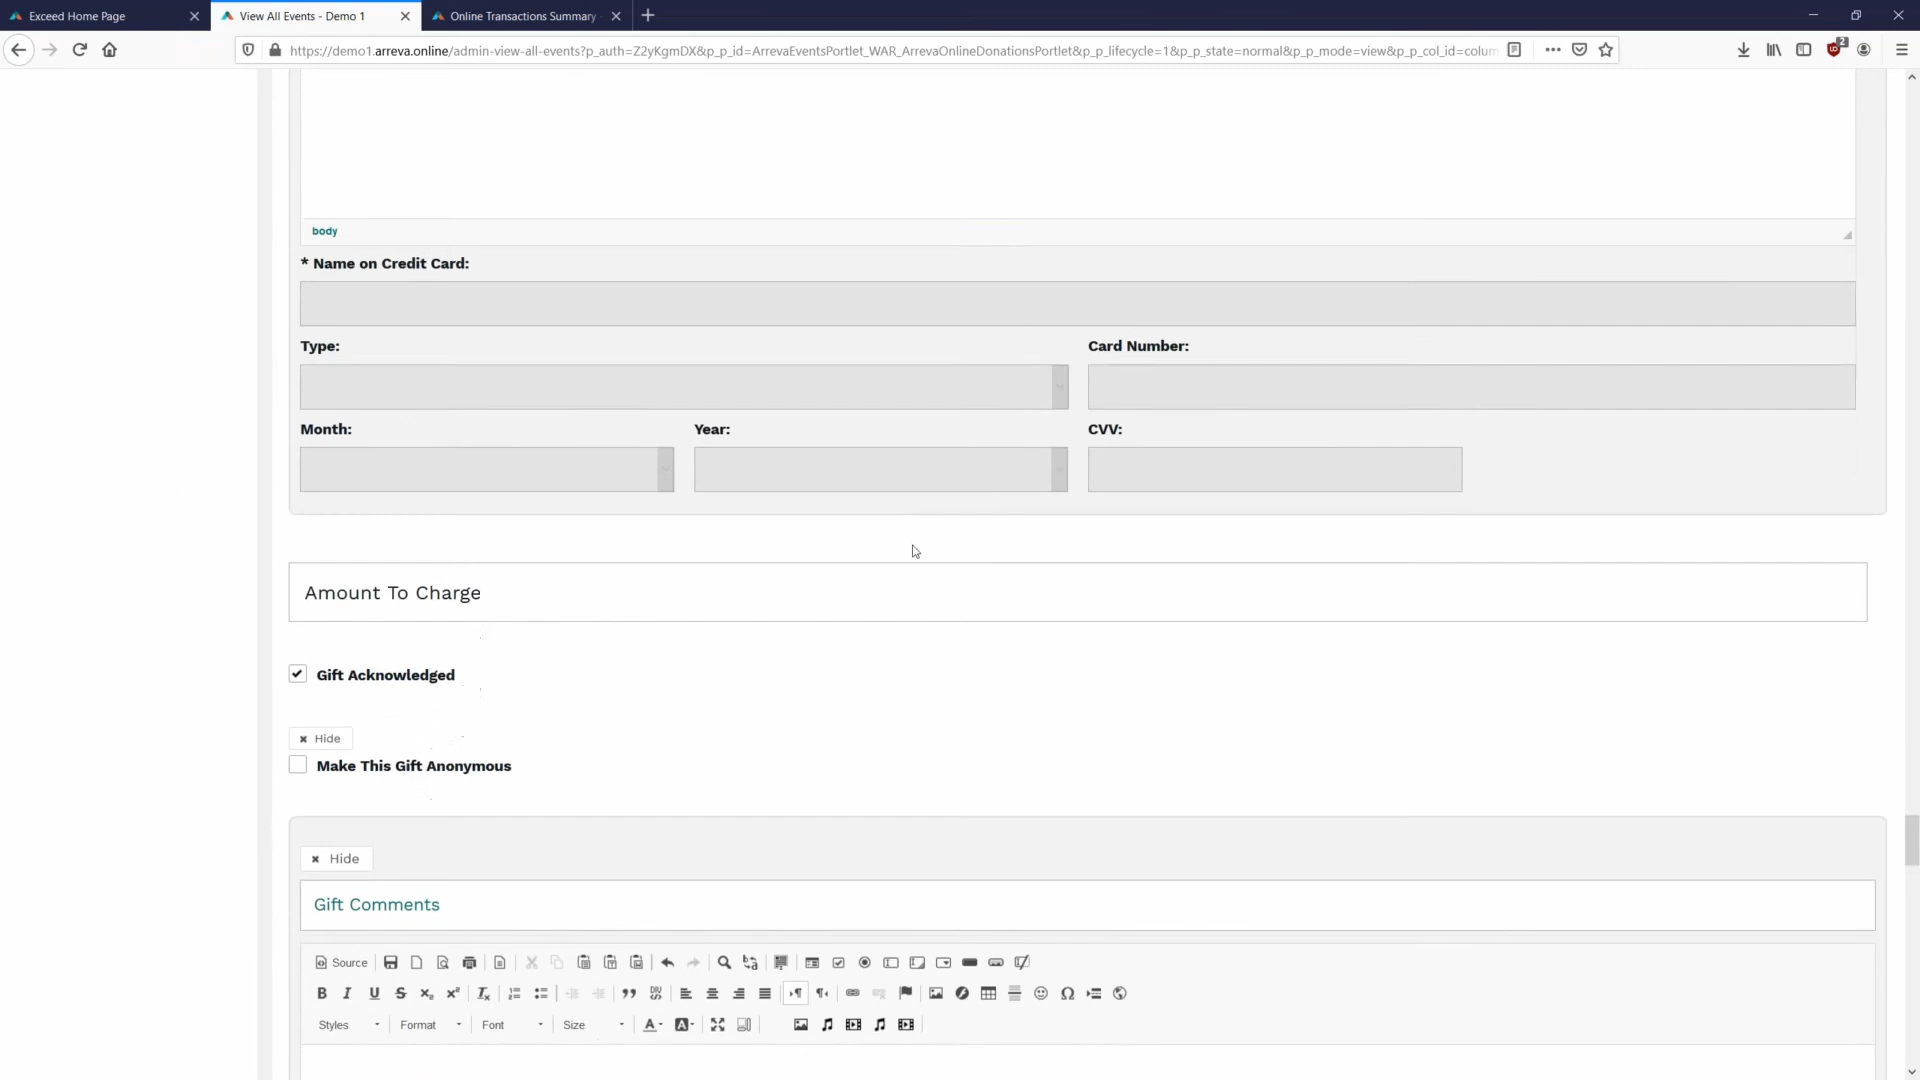 Exceed Home Page
View All Events - Demo 1
Online Transactions Summary
https://demo1.arreva.online/admin-view-all-events?p_auth=Z2yKgmDX&p_p_id=ArrevaEventsPortlet_WAR_ArrevaOnlineDonationsPortlet&p_p_lifecycle=1&p_p_state=normal&p_p_mode=view&p_p_col_id=colum
2
body
* Name on Credit Card:
Type:
Card Number:
Month:
Year:
CVV:
Amount To Charge
Gift Acknowledged
Hide
Make This Gift Anonymous
Hide
Gift Comments
Source
Styles
Format
Font
Size